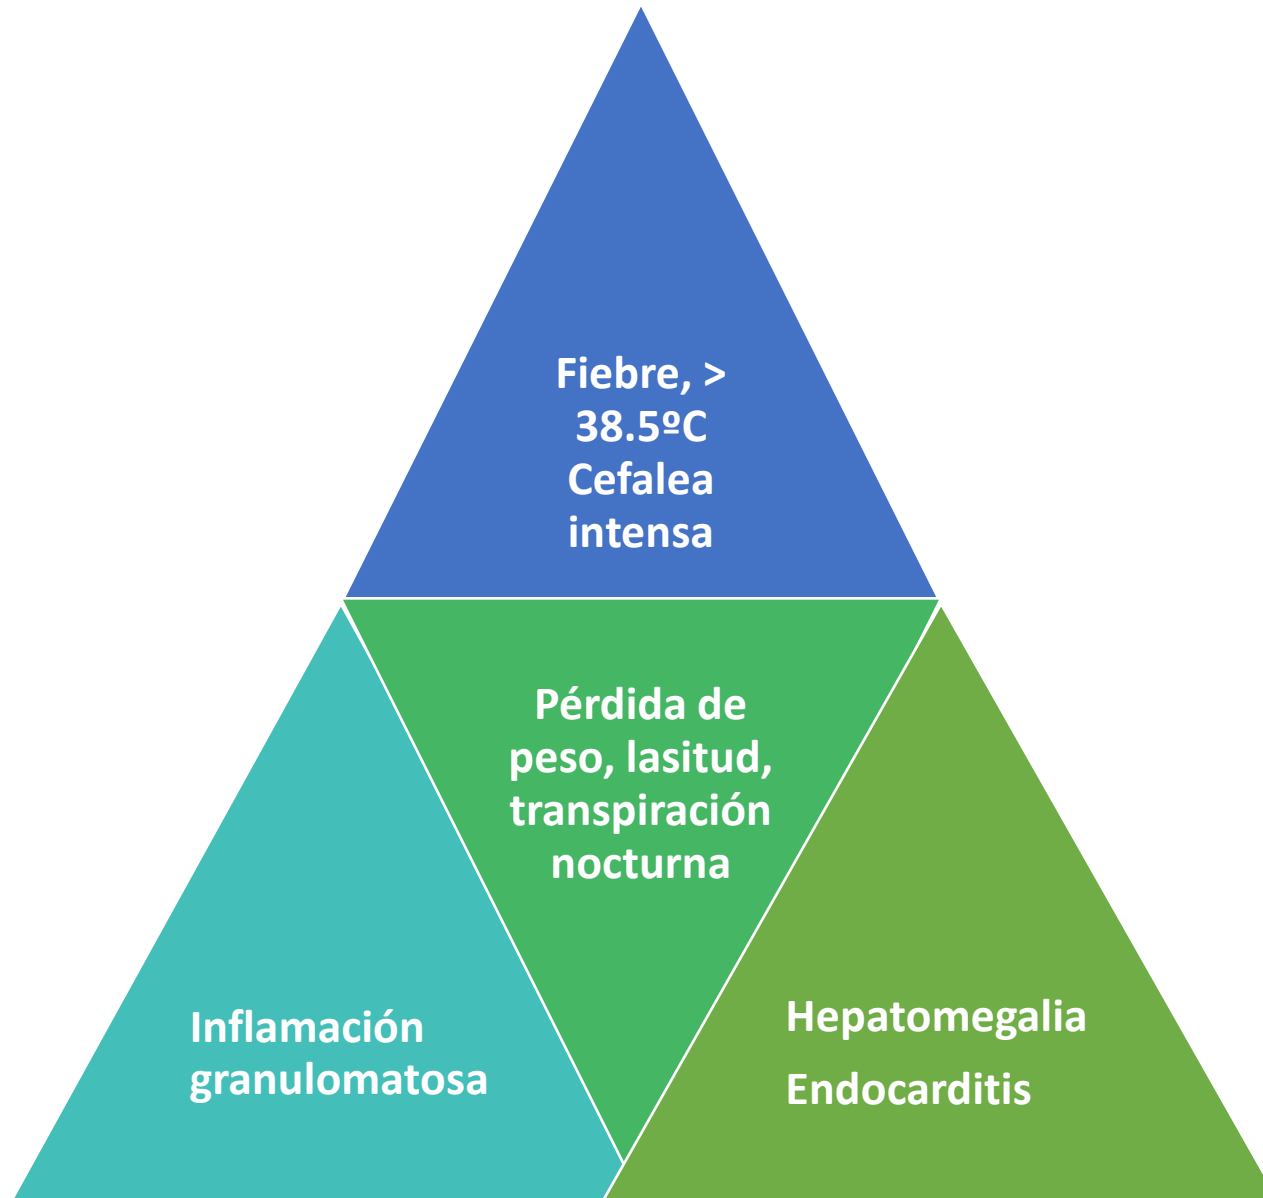 Fiebre, >
38.5ºC
Cefalea
intensa
Pérdida de
peso, lasitud,
transpiración
nocturna
Inflamación
granulomatosa
Hepatomegalia
Endocarditis